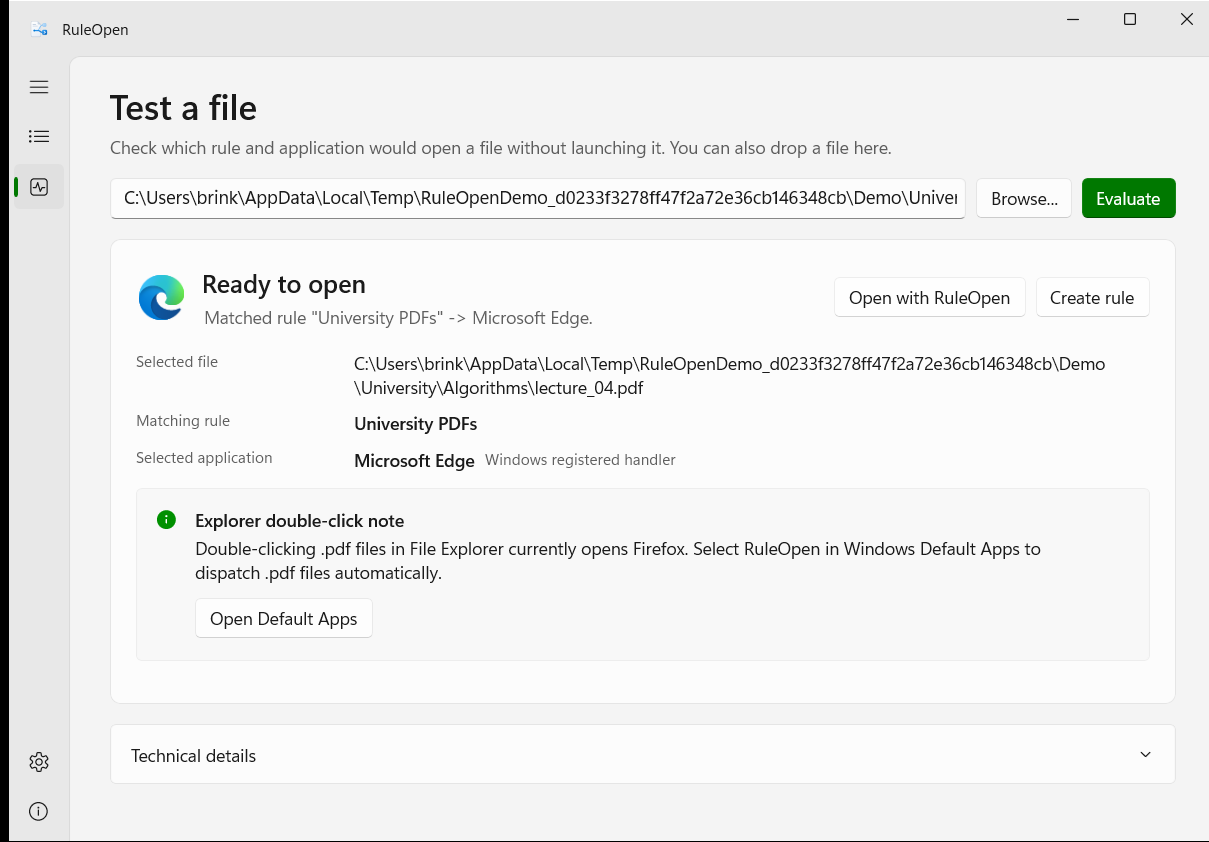 RuleOpen
Test a file
Check which rule and application would open a file without launching it. You can also drop a file here.
C:\Users\brink\AppData\Local\Temp\RuleOpenDemo_d0233f3278ff47f2a72e36cb146348cb\Demo\Univer
Browse...
Evaluate
Ready to open
Matched rule "University PDFs" -> Microsoft Edge.
Open with RuleOpen
Create rule
Selected file
C:\Users\brink\AppData\Local\Temp\RuleOpenDemo_d0233f3278ff47f2a72e36cb146348cb\Demo
\University\Algorithms\lecture_04.pdf
Matching rule
University PDFs
Selected application
Microsoft Edge Windows registered handler
Explorer double-click note
Double-clicking .pdf files in File Explorer currently opens Firefox. Select RuleOpen in Windows Default Apps to
dispatch .pdf files automatically.
Open Default Apps
Technical details